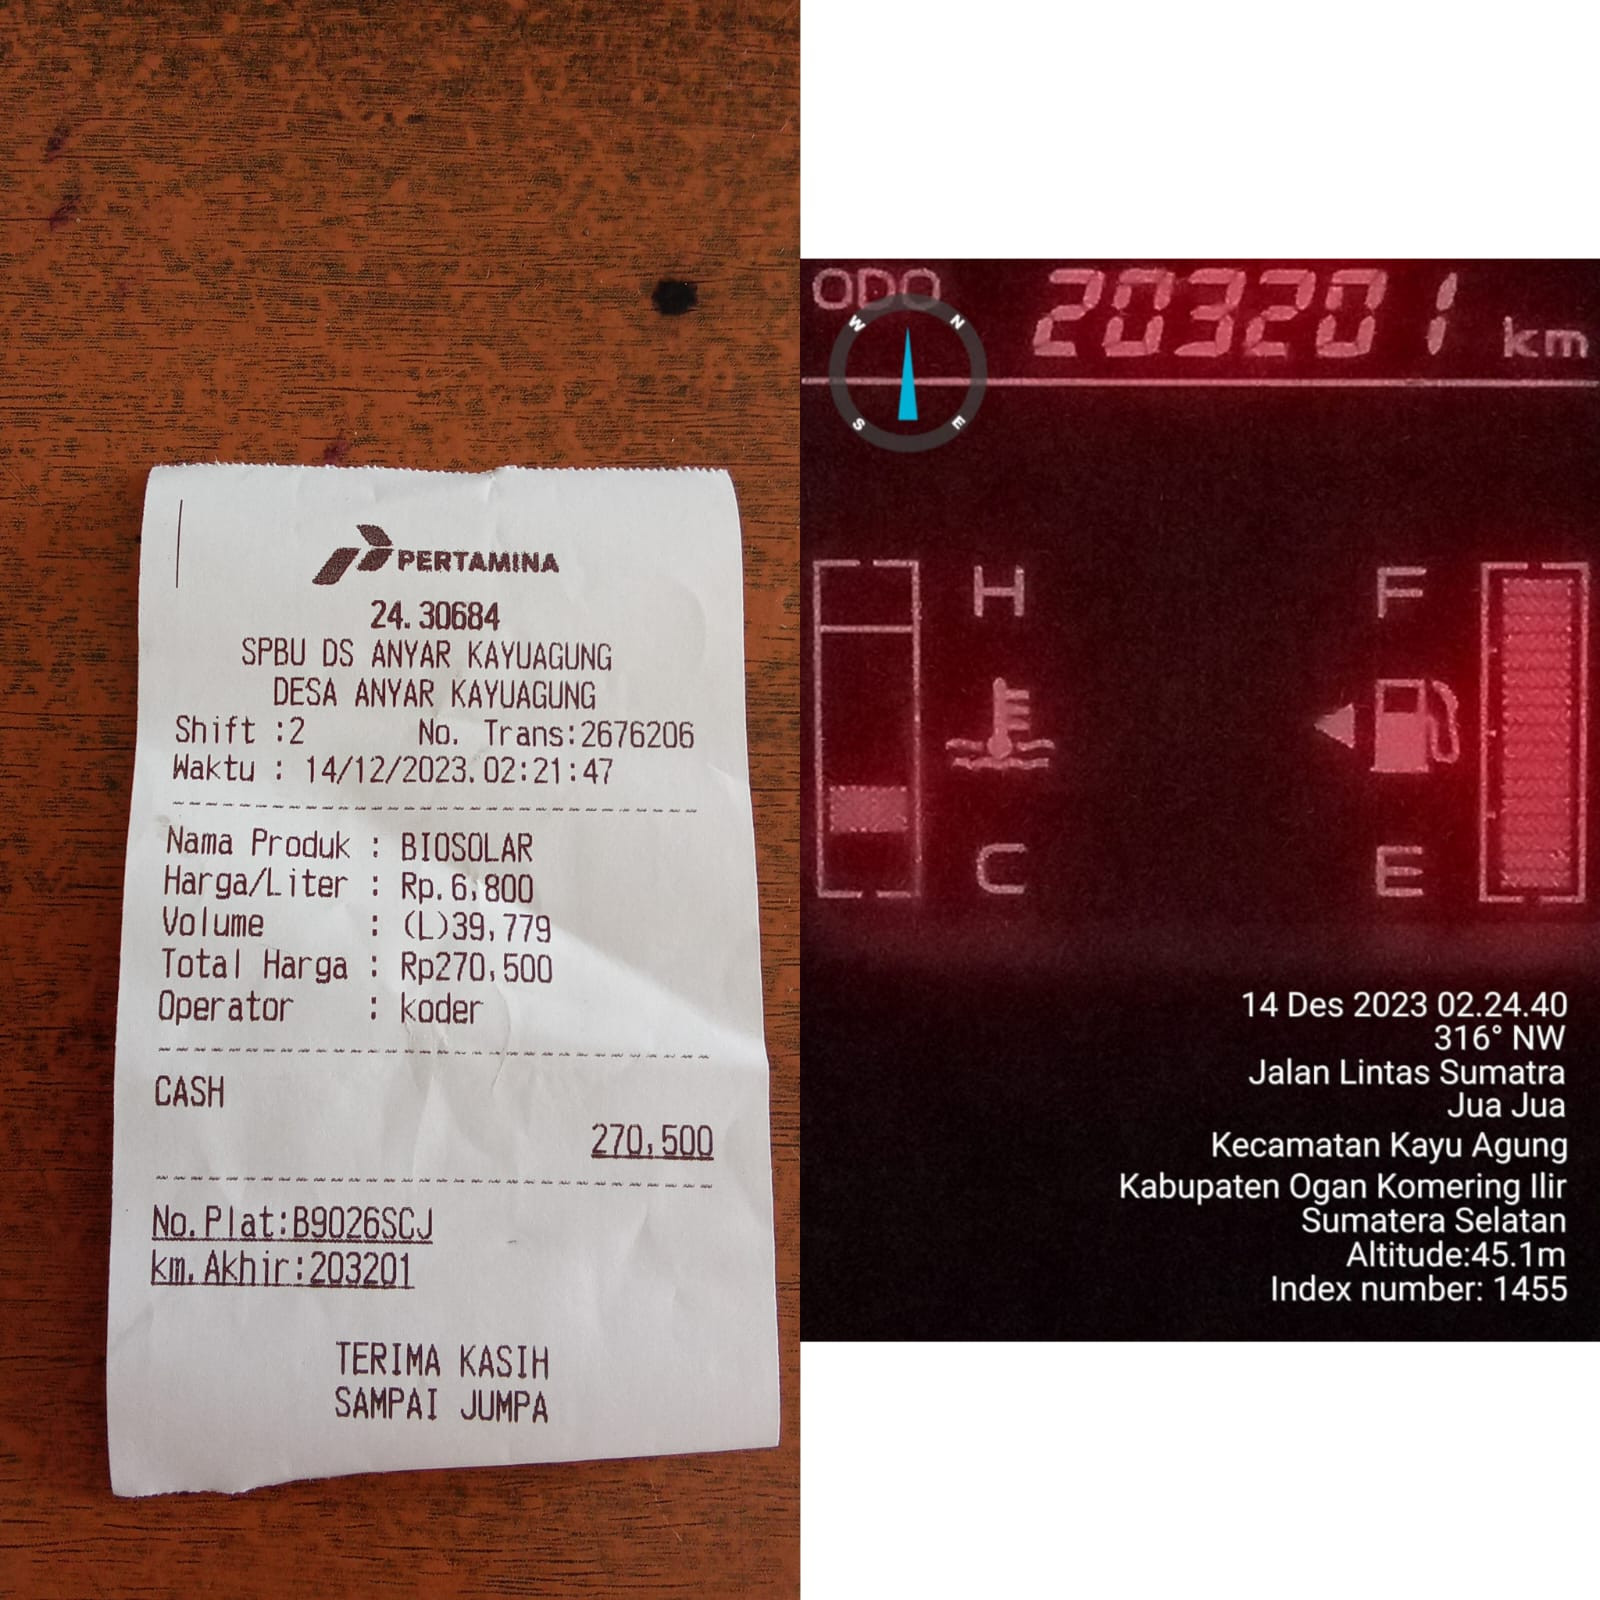 PERTAMINA
24.30684
SPBU DS ANYAR KAYUAGUNG
DESA ANYAR KAYUAGUNG
Shift :2 No. Trans:2676206
Waktu : 14/12/2023.02:21:47
Nama Produk : BIOSOLAR
Harga/Liter : Rp.6,800
Volume : (L)39,779
Total Harga : Rp270,500
Operator : koder
CASH
270,500
No.Plat:B9026SCJ
km.Akhir:203201
TERIMA KASIH
SAMPAI JUMPA
ODO 203201 km
W N
S E
H F
C E
14 Des 2023 02.24.40
316° NW
Jalan Lintas Sumatra
Jua Jua
Kecamatan Kayu Agung
Kabupaten Ogan Komering Ilir
Sumatera Selatan
Altitude:45.1m
Index number: 1455